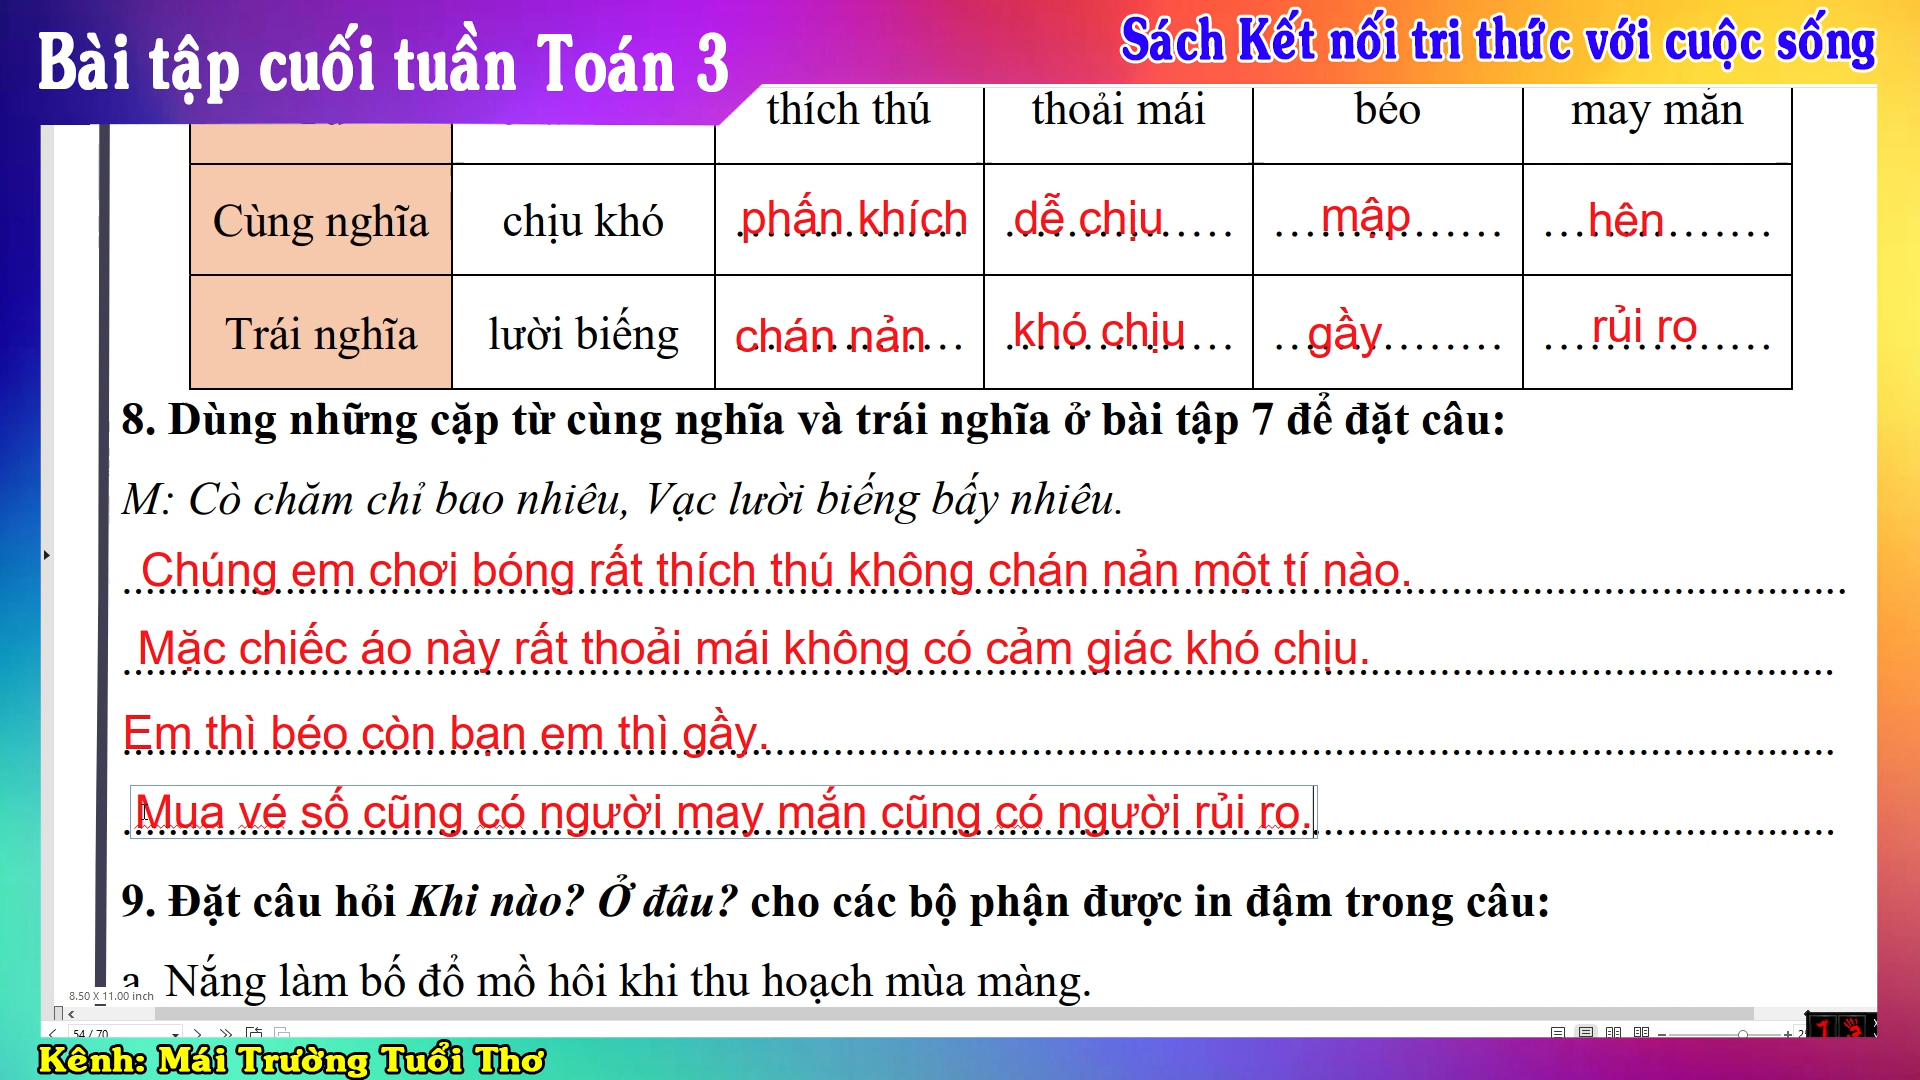 Bài tập cuối tuần Toán 3
Sách Kết nối tri thức với cuộc sống
thích thú thoải mái béo may mắn
Cùng nghĩa chịu khó phấn khích dễ chịu mập hên
Trái nghĩa lười biếng chán nản khó chịu gầy rủi ro
8. Dùng những cặp từ cùng nghĩa và trái nghĩa ở bài tập 7 để đặt câu:
M: Cò chăm chỉ bao nhiêu, Vạc lười biếng bấy nhiêu.
Chúng em chơi bóng rất thích thú không chán nản một tí nào.
Mặc chiếc áo này rất thoải mái không có cảm giác khó chịu.
Em thì béo còn bạn em thì gầy.
Mua vé số cũng có người may mắn cũng có người rủi ro.
9. Đặt câu hỏi Khi nào? Ở đâu? cho các bộ phận được in đậm trong câu:
a Nắng làm bố đổ mồ hôi khi thu hoạch mùa màng.
8.50 X 11.00 inch
54 / 70
Kênh: Mái Trường Tuổi Thơ